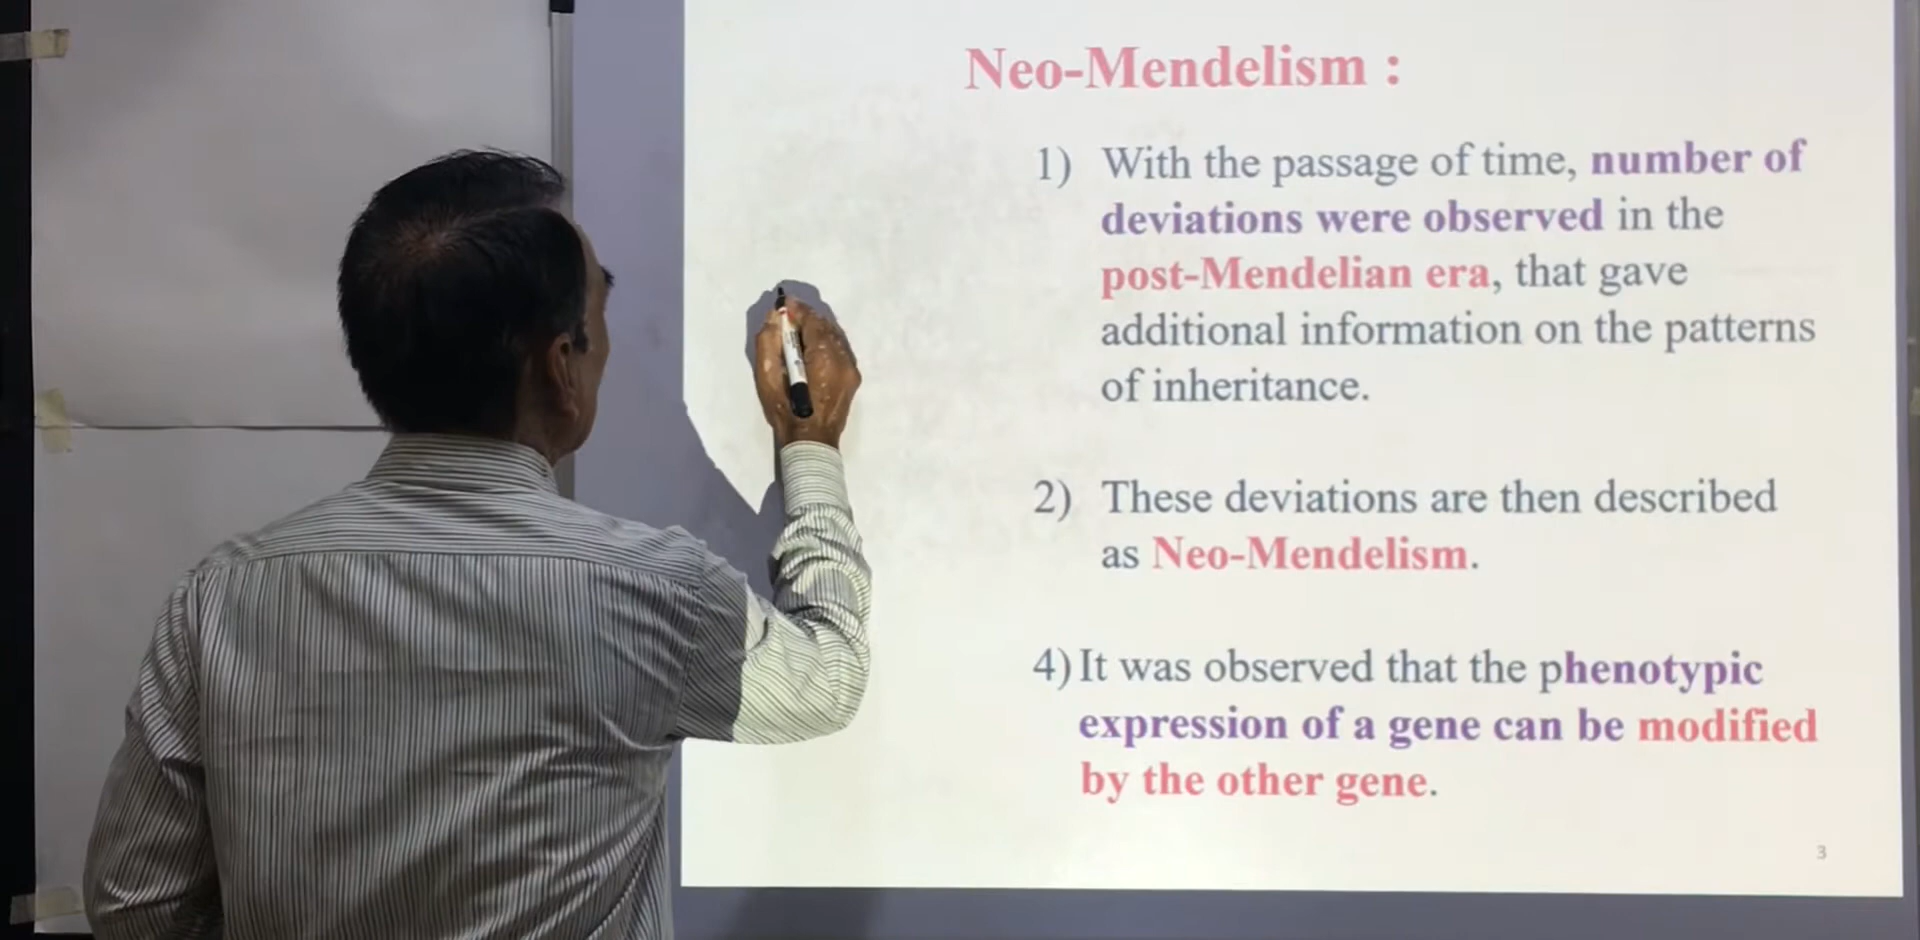 Neo-Mendelism :
1) With the passage of time, number of
deviations were observed in the
post-Mendelian era, that gave
additional information on the patterns
of inheritance.
2) These deviations are then described
as Neo-Mendelism.
4) It was observed that the phenotypic
expression of a gene can be modified
by the other gene.
3